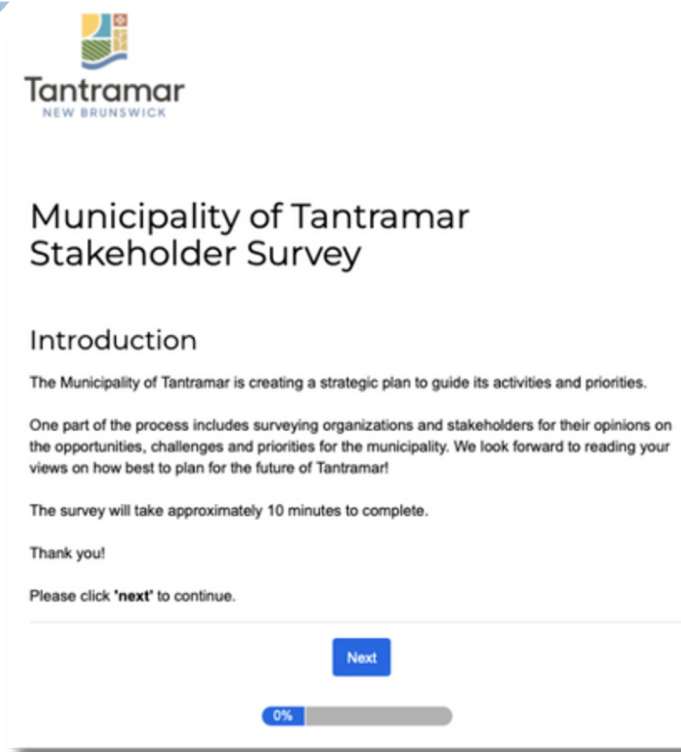 Tantramar
NEW BRUNSWICK
Municipality of Tantramar
Stakeholder Survey
Introduction
The Municipality of Tantramar is creating a strategic plan to guide its activities and priorities.
One part of the process includes surveying organizations and stakeholders for their opinions on
the opportunities, challenges and priorities for the municipality. We look forward to reading your
views on how best to plan for the future of Tantramar!
The survey will take approximately 10 minutes to complete.
Thank you!
Please click 'next' to continue.
Next
0%